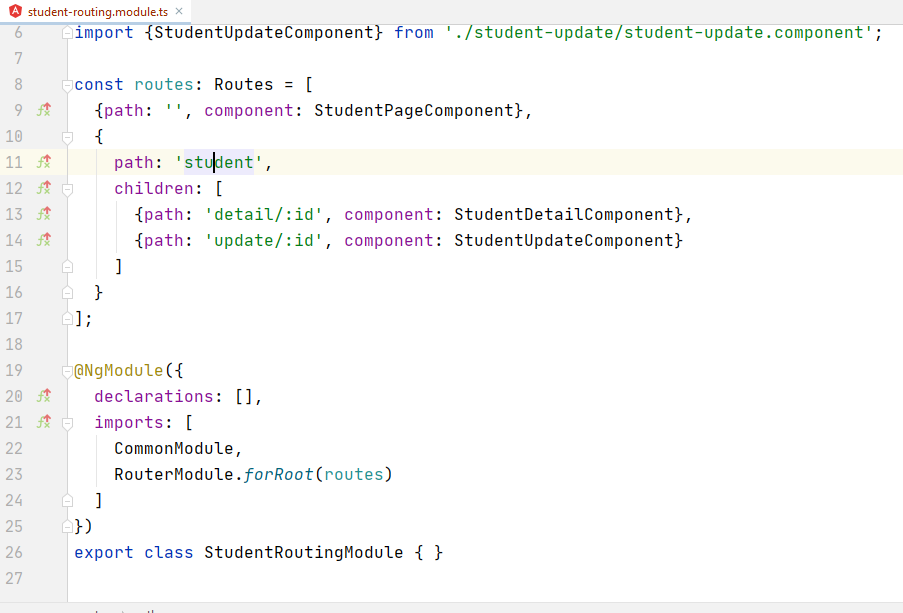 student-routing.module.ts
6 import {StudentUpdateComponent} from './student-update/student-update.component';
7
8 const routes: Routes = [
9 {path: '', component: StudentPageComponent},
10 {
11 path: 'student',
12 children: [
13 {path: 'detail/:id', component: StudentDetailComponent},
14 {path: 'update/:id', component: StudentUpdateComponent}
15 ]
16 }
17 ];
18
19 @NgModule({
20 declarations: [],
21 imports: [
22 CommonModule,
23 RouterModule.forRoot(routes)
24 ]
25 })
26 export class StudentRoutingModule { }
27